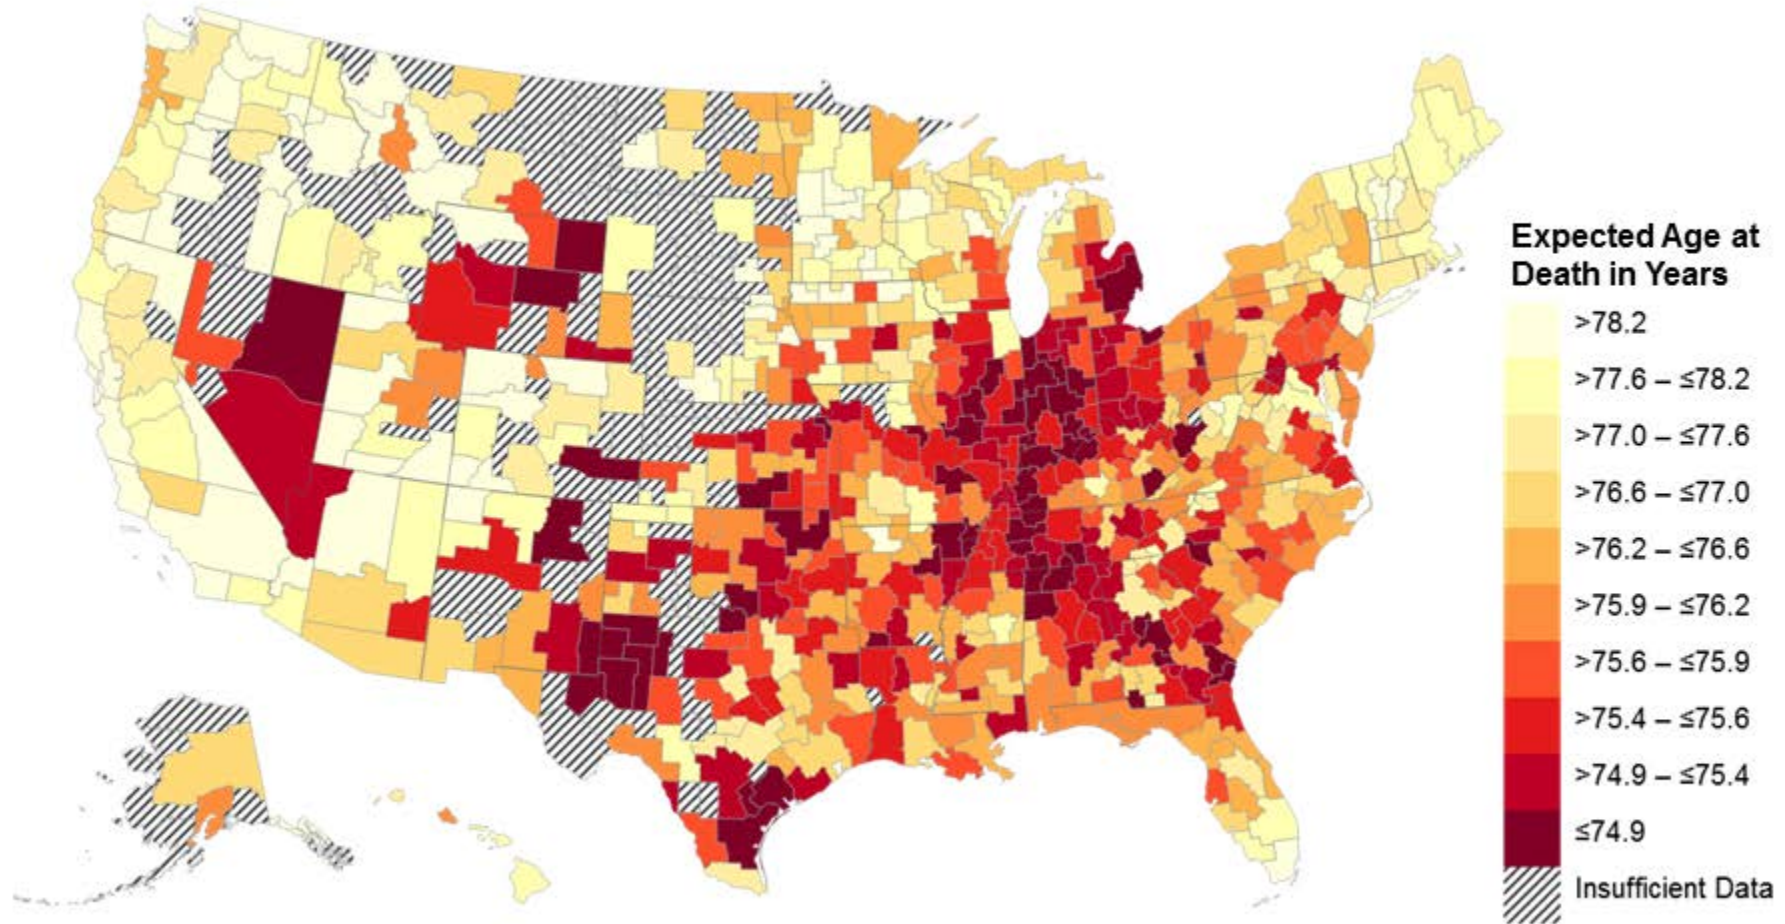 Expected Age at
Death in Years
>78.2
>77.6 – ≤78.2
>77.0 – ≤77.6
>76.6 – ≤77.0
>76.2 – ≤76.6
>75.9 – ≤76.2
>75.6 – ≤75.9
>75.4 – ≤75.6
>74.9 – ≤75.4
≤74.9
Insufficient Data